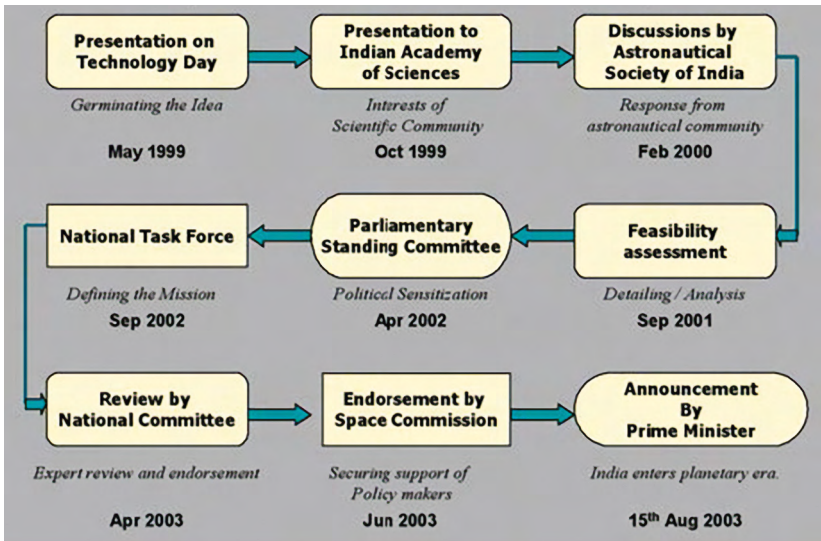 Presentation on
Technology Day
Germinating the Idea
May 1999
Presentation to
Indian Academy
of Sciences
Interests of
Scientific Community
Oct 1999
Discussions by
Astronautical
Society of India
Response from
astronautical community
Feb 2000
Feasibility
assessment
Detailing / Analysis
Sep 2001
Parliamentary
Standing Committee
Political Sensitization
Apr 2002
National Task Force
Defining the Mission
Sep 2002
Review by
National Committee
Expert review and endorsement
Apr 2003
Endorsement by
Space Commission
Securing support of
Policy makers
Jun 2003
Announcement
By
Prime Minister
India enters planetary era.
15th Aug 2003